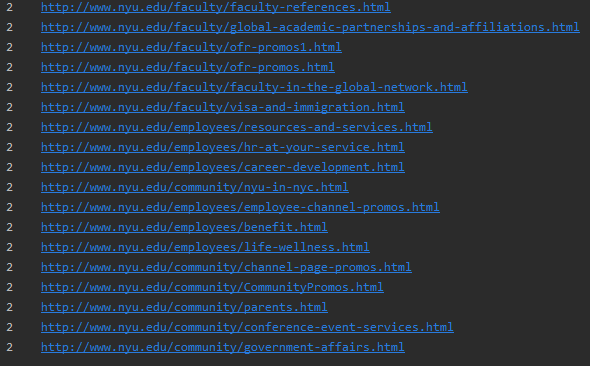 2 http://www.nyu.edu/faculty/faculty-references.html
2 http://www.nyu.edu/faculty/global-academic-partnerships-and-affiliations.html
2 http://www.nyu.edu/faculty/ofr-promos1.html
2 http://www.nyu.edu/faculty/ofr-promos.html
2 http://www.nyu.edu/faculty/faculty-in-the-global-network.html
2 http://www.nyu.edu/faculty/visa-and-immigration.html
2 http://www.nyu.edu/employees/resources-and-services.html
2 http://www.nyu.edu/employees/hr-at-your-service.html
2 http://www.nyu.edu/employees/career-development.html
2 http://www.nyu.edu/community/nyu-in-nyc.html
2 http://www.nyu.edu/employees/employee-channel-promos.html
2 http://www.nyu.edu/employees/benefit.html
2 http://www.nyu.edu/employees/life-wellness.html
2 http://www.nyu.edu/community/channel-page-promos.html
2 http://www.nyu.edu/community/CommunityPromos.html
2 http://www.nyu.edu/community/parents.html
2 http://www.nyu.edu/community/conference-event-services.html
2 http://www.nyu.edu/community/government-affairs.html